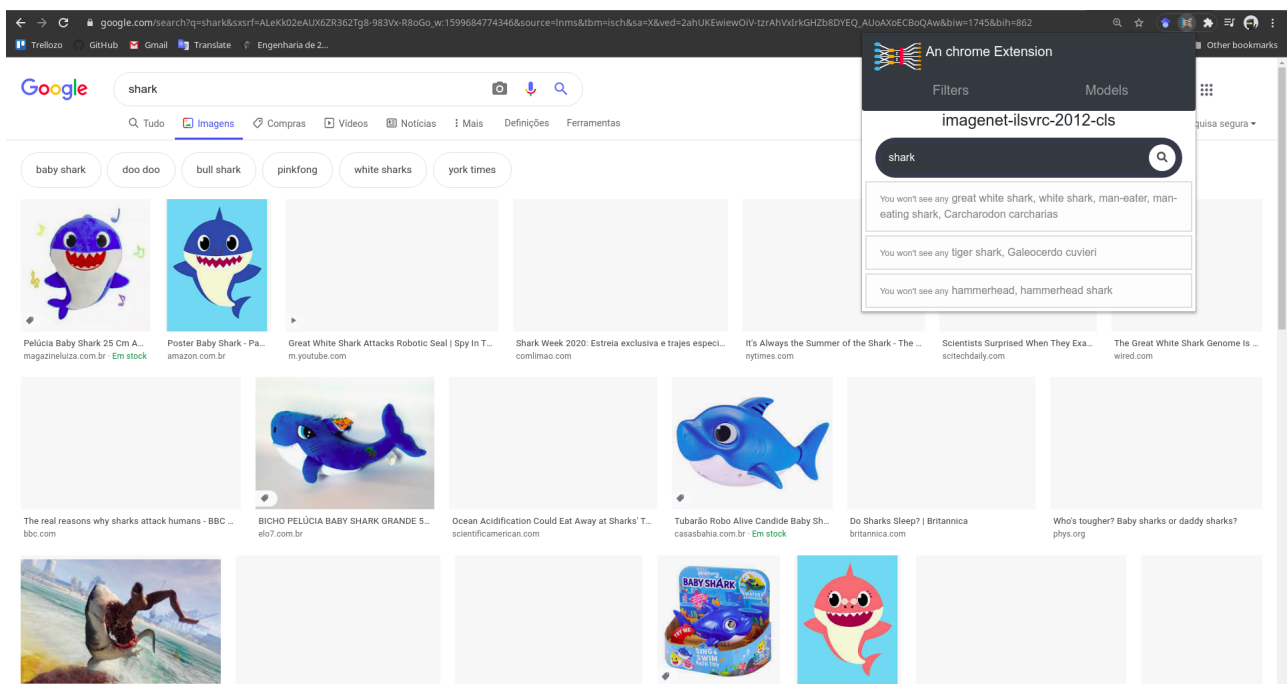 google.com/search?q=shark&sxsrf=ALeKk02eAUX6ZR362Tg8-983Vx-R8oGo_w:1599684774346&source=lnms&tbm=isch&sa=X&ved=2ahUKEwiewOiV-tzrAhVxIrkGHZb8DYEQ_AUoAXoECBoQAw&biw=1745&bih=862
Trellozo GitHub Gmail Translate Engenharia de 2... Other bookmarks
An chrome Extension
Filters Models
imagenet-ilsvrc-2012-cls
shark
You won't see any great white shark, white shark, man-eater, man-
eating shark, Carcharodon carcharias
You won't see any tiger shark, Galeocerdo cuvieri
You won't see any hammerhead, hammerhead shark
Google shark
Q Tudo Imagens Compras Vídeos Notícias Mais Definições Ferramentas quisa segura
baby shark doo doo bull shark pinkfong white sharks york times
Pelúcia Baby Shark 25 Cm A... Poster Baby Shark - Pa... Great White Shark Attacks Robotic Seal | Spy In T... Shark Week 2020: Estreia exclusiva e trajes especi... It's Always the Summer of the Shark - The ... Scientists Surprised When They Exa... The Great White Shark Genome Is ...
magazineluiza.com.br · Em stock amazon.com.br m.youtube.com comlimao.com nytimes.com scitechdaily.com wired.com
The real reasons why sharks attack humans - BBC ... BICHO PELÚCIA BABY SHARK GRANDE 5... Ocean Acidification Could Eat Away at Sharks' T... Tubarão Robo Alive Candide Baby Sh... Do Sharks Sleep? | Britannica Who's tougher? Baby sharks or daddy sharks?
bbc.com elo7.com.br scientificamerican.com casasbahia.com.br · Em stock britannica.com phys.org
BABY SHARK
TRY ME
SING &
SWIM
BATH TOY